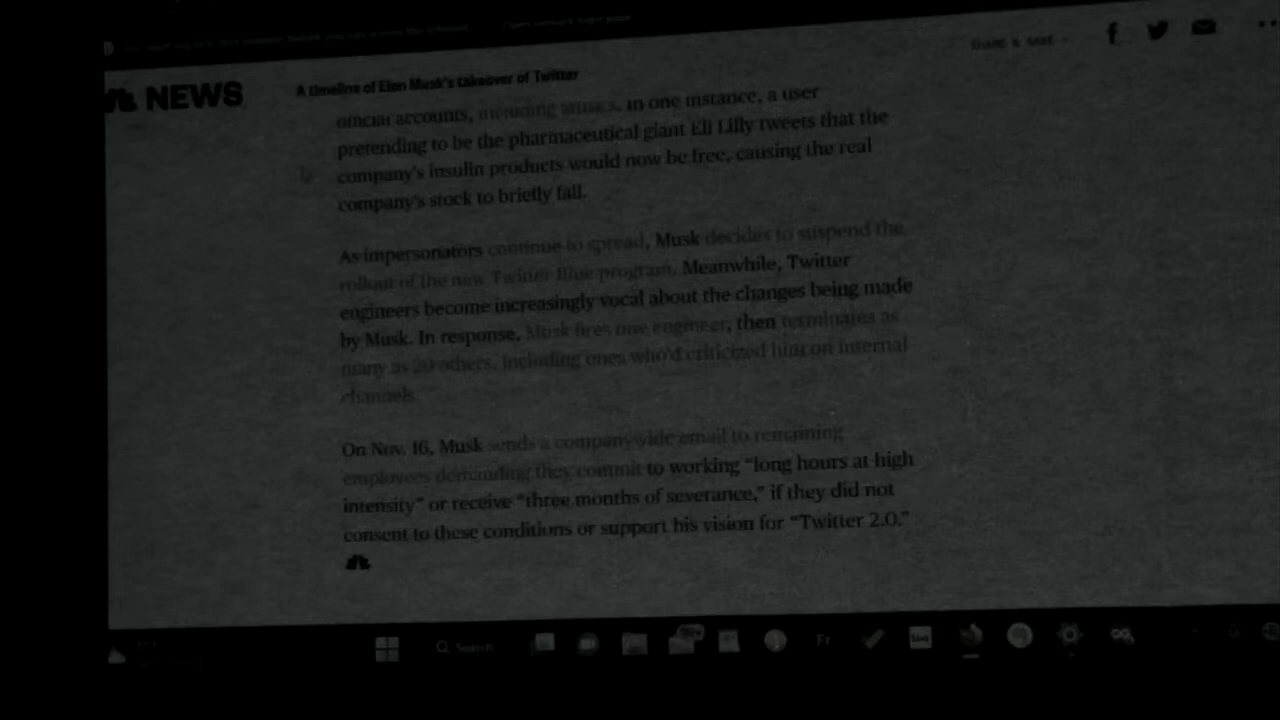 NEWS
A timeline of Elon Musk's takeover of Twitter
SHARE & SAVE
official accounts, including among in one instance, a user
pretending to be the pharmaceutical giant Eli Lilly tweets that the
company's insulin products would now be free, causing the real
company's stock to briefly fall.
As impersonators continue to spread, Musk decides to suspend the
rollout of the new Twitter Blue program. Meanwhile, Twitter
engineers become increasingly vocal about the changes being made
by Musk. In response, Musk fires one engineer, then terminates as
many as 20 others, including ones who'd criticized him on internal
channels.
On Nov. 16, Musk sends a companywide email to remaining
employees demanding they commit to working “long hours at high
intensity” or receive “three months of severance,” if they did not
consent to these conditions or support his vision for “Twitter 2.0.”
Search
99+
Fr